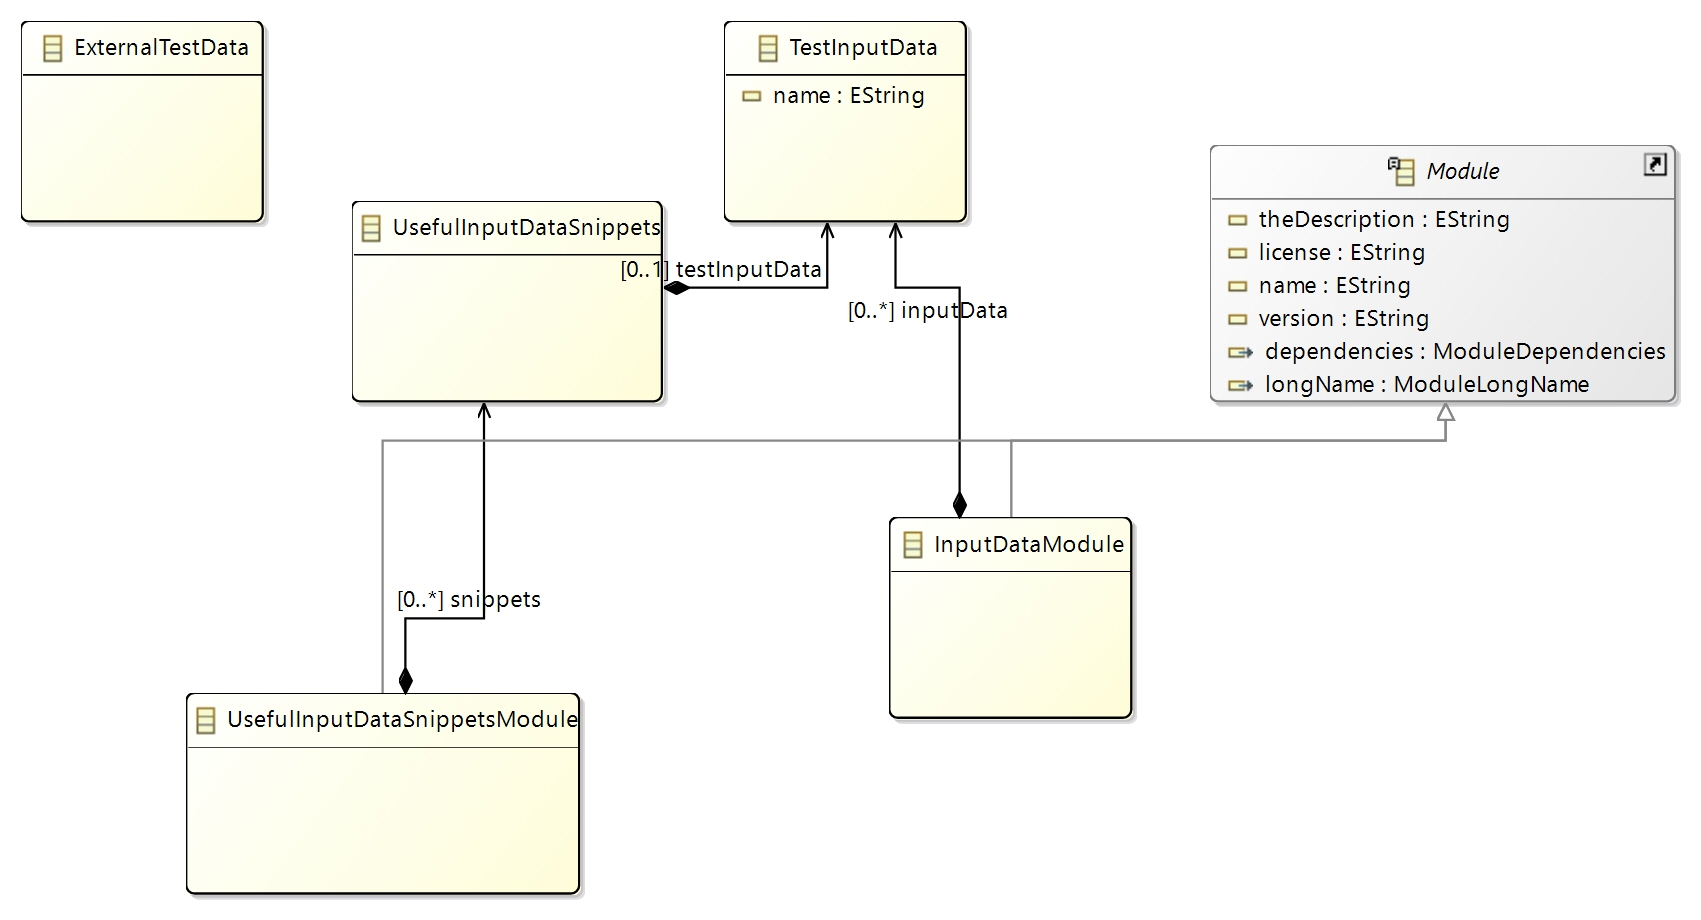 ExternalTestData
TestInputData
name : EString
Module
theDescription : EString
license : EString
name : EString
version : EString
dependencies : ModuleDependencies
longName : ModuleLongName
UsefulInputDataSnippets
[0..1] testInputData
[0..*] inputData
InputDataModule
[0..*] snippets
UsefulInputDataSnippetsModule